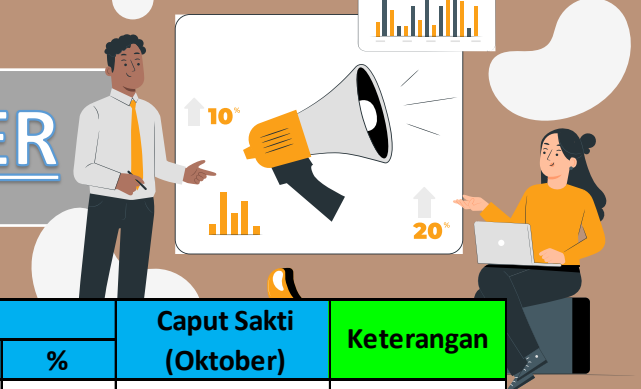 10%
ER
20%
Caput Sakti
(Oktober)
Keterangan
%